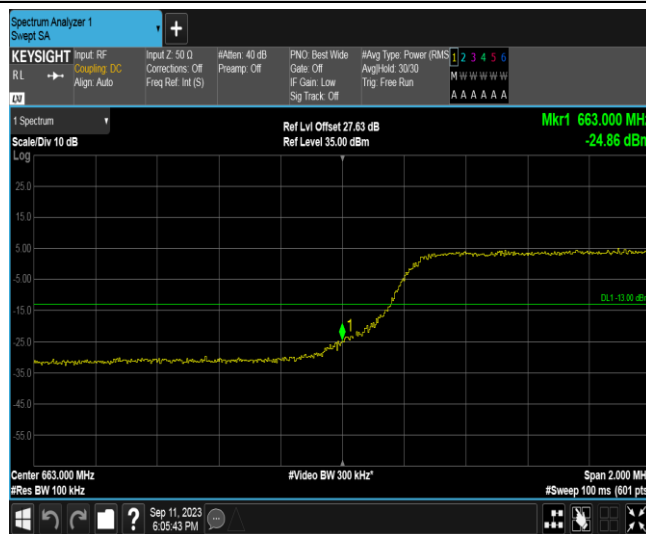 Spectrum Analyzer 1
Swept SA
+
KEYSIGHT
RL
LXI
Input: RF
Coupling: DC
Align: Auto
Input Z: 50 Ω
Corrections: Off
Freq Ref: Int (S)
#Atten: 40 dB
Preamp: Off
PNO: Best Wide
Gate: Off
IF Gain: Low
Sig Track: Off
#Avg Type: Power (RMS
Avg|Hold: 30/30
Trig: Free Run
1 2 3 4 5 6
M W W W W W
A A A A A A
1 Spectrum
Scale/Div 10 dB
Log
Ref Lvl Offset 27.63 dB
Ref Level 35.00 dBm
Mkr1 663.000 MHz
-24.86 dBm
25.0
15.0
5.00
-5.00
DL1 -13.00 dBm
-15.0
1
-25.0
-35.0
-45.0
-55.0
Center 663.000 MHz
#Res BW 100 kHz
#Video BW 300 kHz*
Span 2.000 MHz
#Sweep 100 ms (601 pts
?
Sep 11, 2023
6:05:43 PM